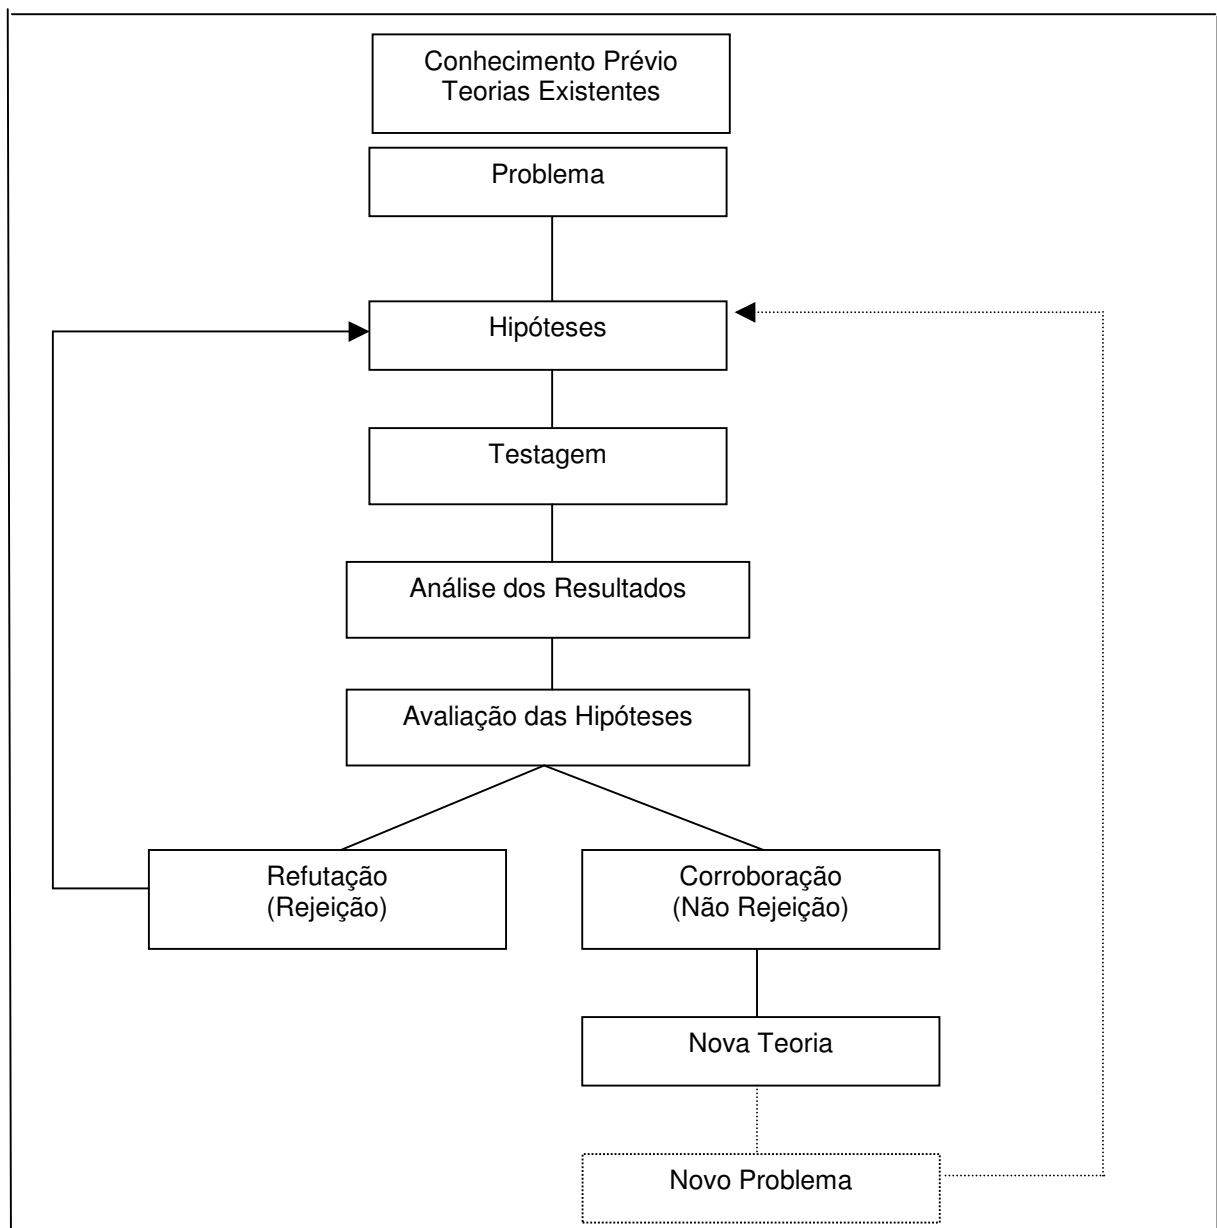 Conhecimento Prévio
Teorias Existentes
Problema
Hipóteses
Testagem
Análise dos Resultados
Avaliação das Hipóteses
Refutação
(Rejeição)
Corroboração
(Não Rejeição)
Nova Teoria
Novo Problema